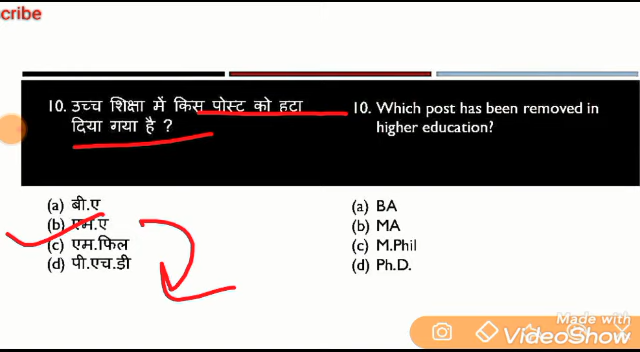 cribe
10. उच्च शिक्षा में किस पोस्ट को हटा
दिया गया है ?
10. Which post has been removed in
higher education?
(a) बी.ए
(b) एम.ए
(c) एम.फिल
(d) पी.एच.डी
(a) BA
(b) MA
(c) M.Phil
(d) Ph.D.
Made with
VideoShow